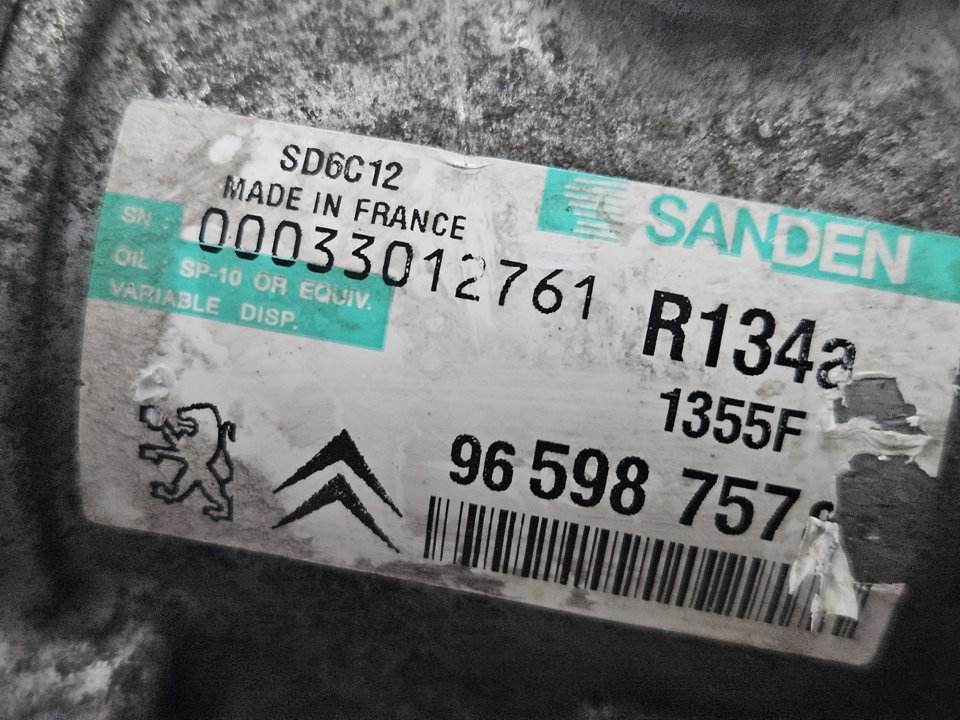 SD6C12
MADE IN FRANCE
SN : 00033012761
OIL : SP-10 OR EQUIV.
VARIABLE DISP.
SANDEN
R134a
1355F
96 598 757